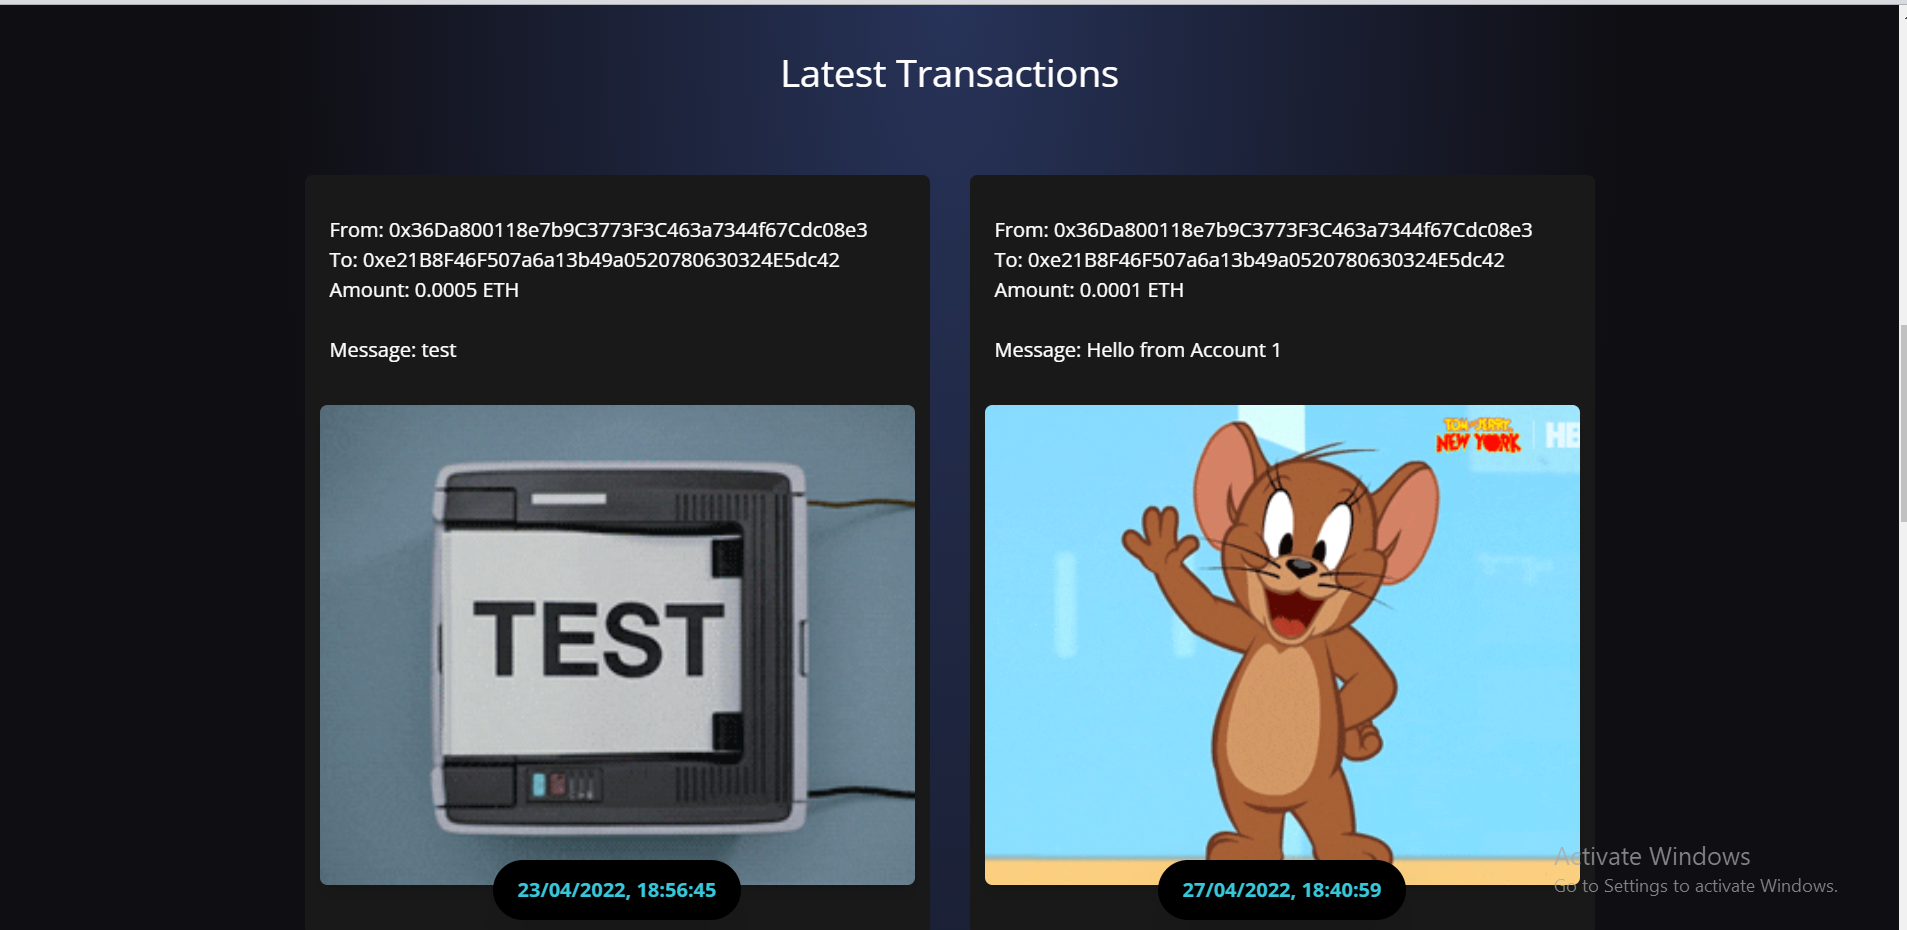 Latest Transactions
From: 0x36Da800118e7b9C3773F3C463a7344f67Cdc08e3
To: 0xe21B8F46F507a6a13b49a0520780630324E5dc42
Amount: 0.0005 ETH
Message: test
TEST
23/04/2022, 18:56:45
From: 0x36Da800118e7b9C3773F3C463a7344f67Cdc08e3
To: 0xe21B8F46F507a6a13b49a0520780630324E5dc42
Amount: 0.0001 ETH
Message: Hello from Account 1
TOM AND JERRY
NEW YORK
HB
27/04/2022, 18:40:59
Activate Windows
Go to Settings to activate Windows.